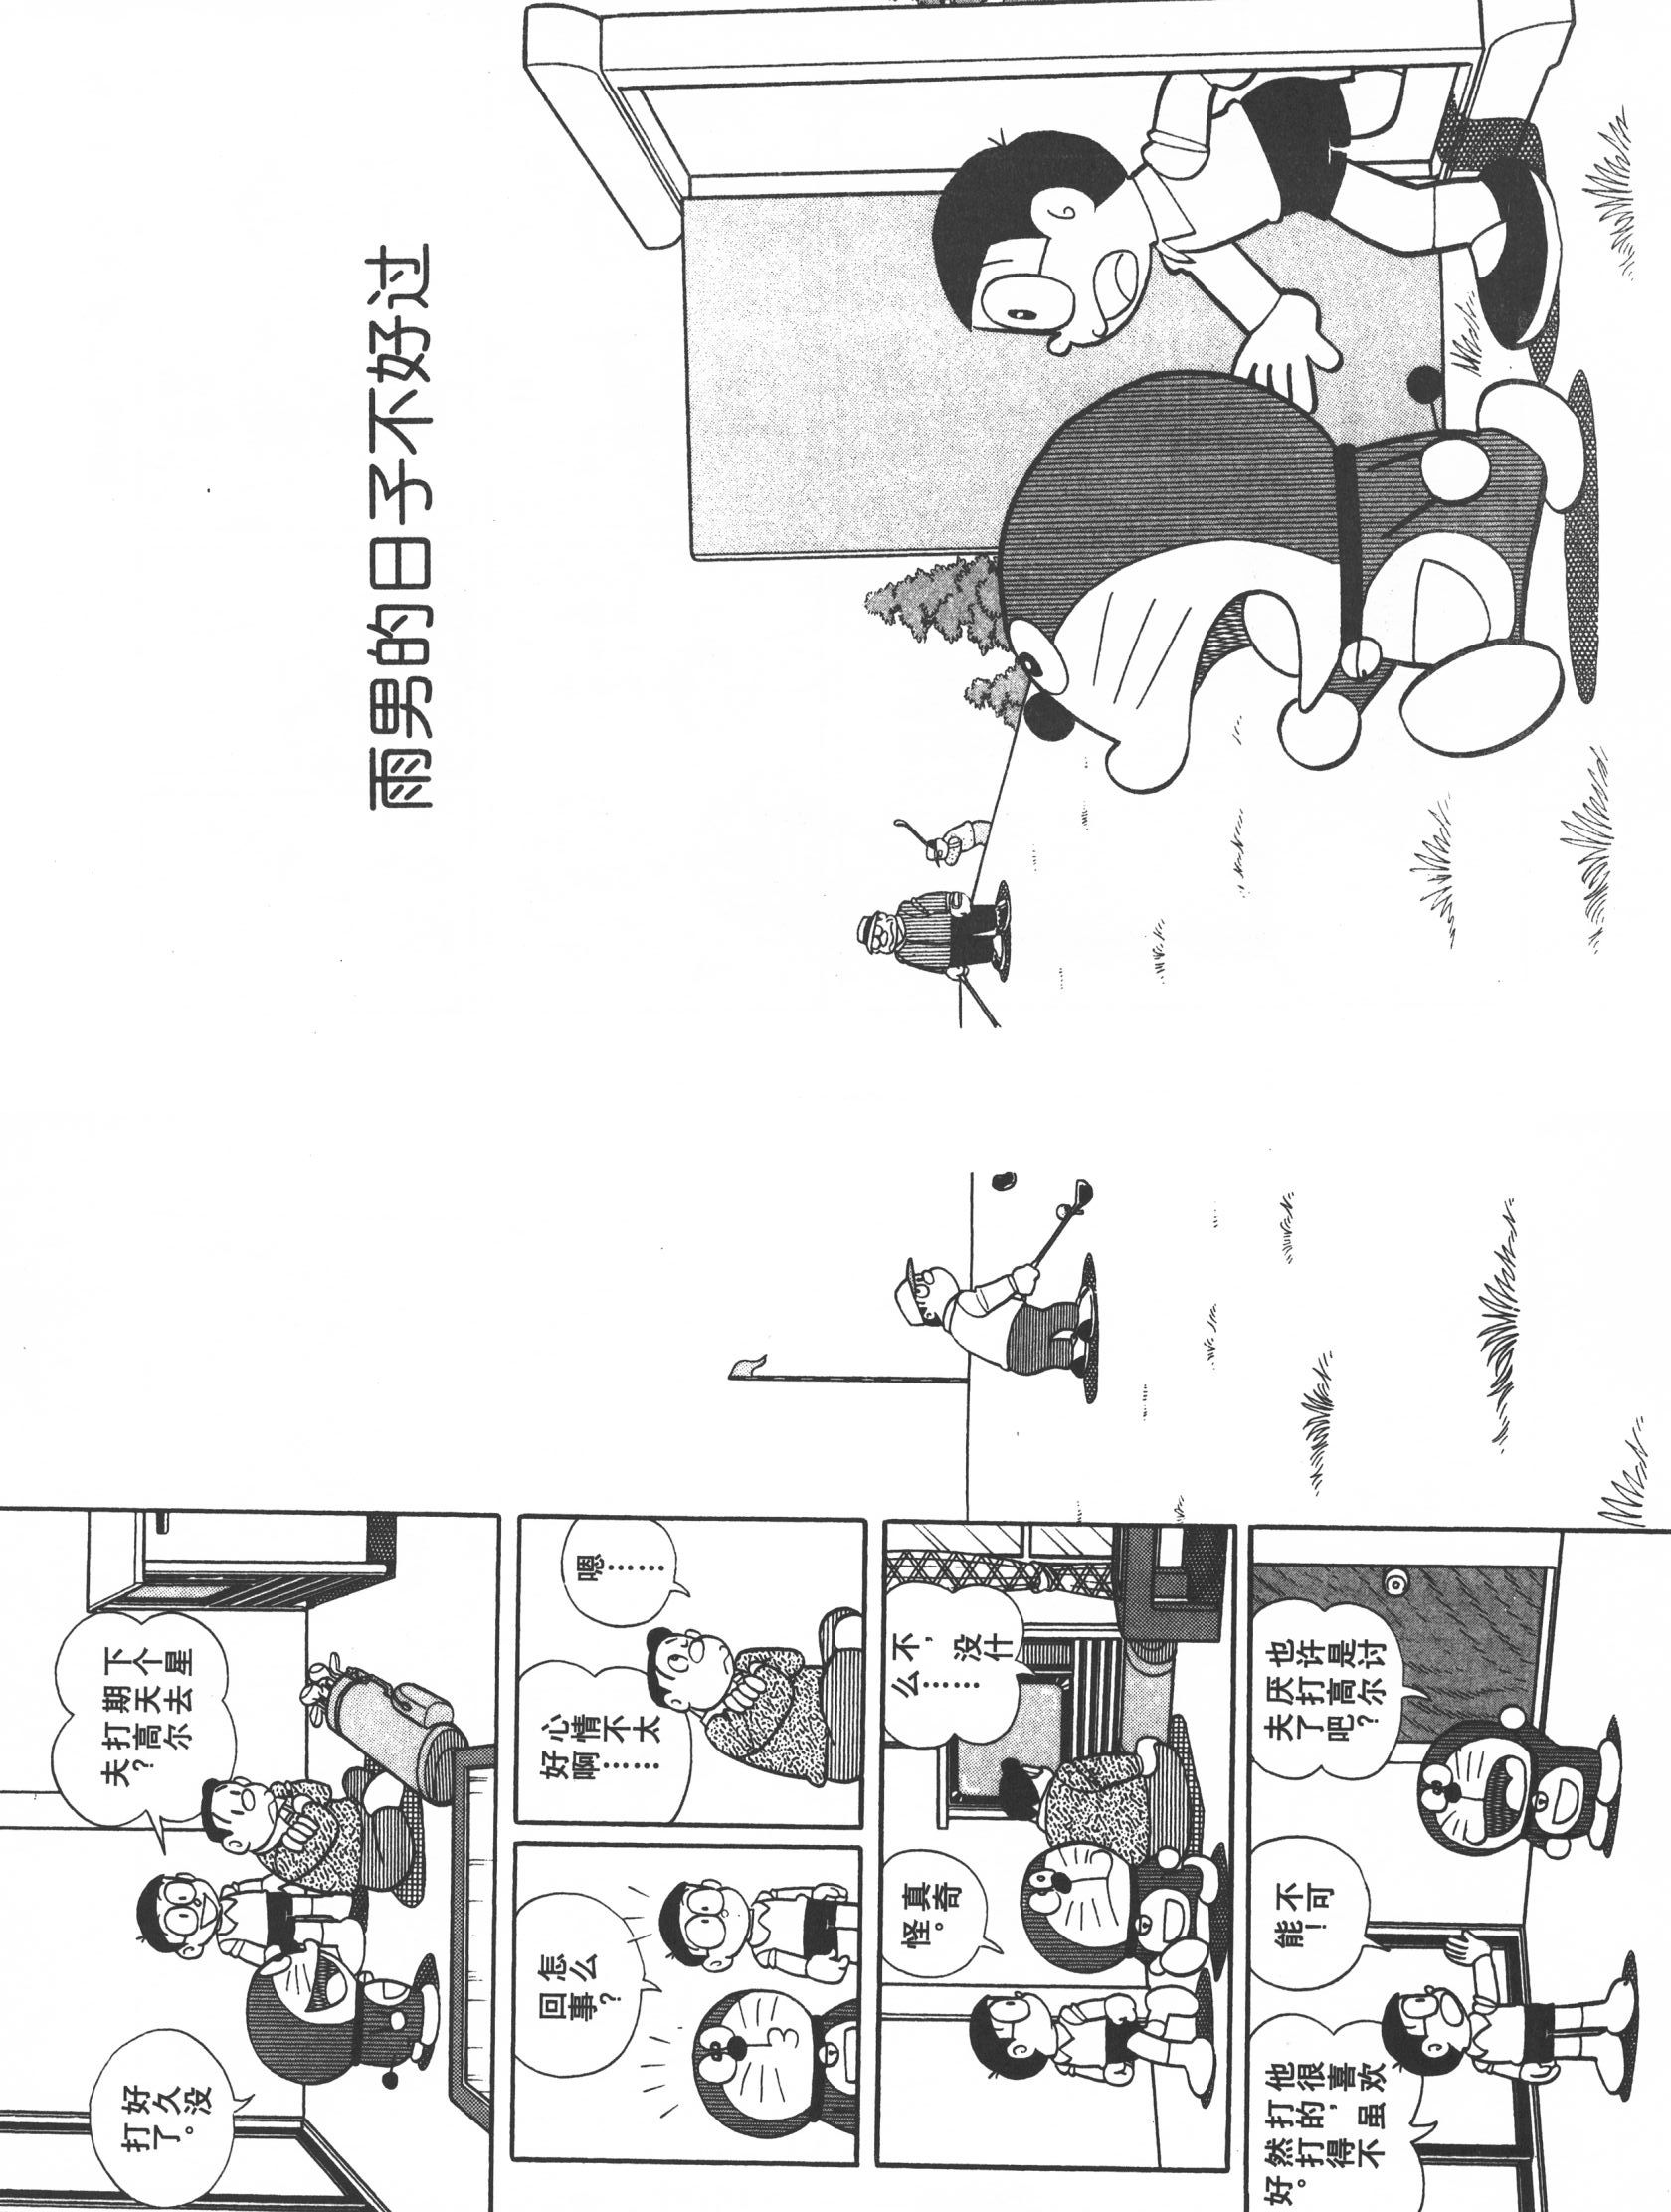 雨男的日子不好过
下个星
期天去
打高尔
夫？
好久没
打了。
嗯……
心情不太
好啊……
怎么
回事？
不，没什
么……
真奇
怪。
也许是讨
厌打高尔
夫了吧？
不可
能！
他很喜欢
打的，虽
然打得不
好。